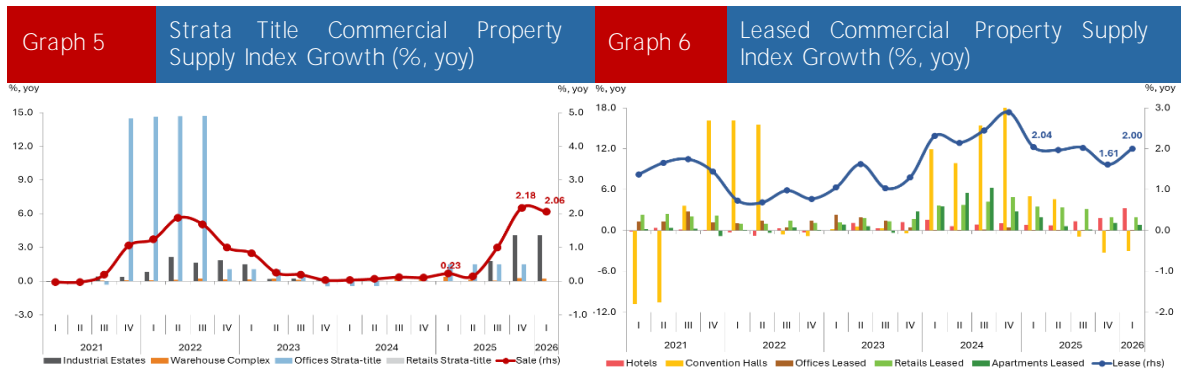 Graph 5
Strata Title Commercial Property
Supply Index Growth (%, yoy)
%, yoy
%, yoy
15.0
12.0
9.0
6.0
3.0
0.0
-3.0
5.0
4.0
3.0
2.0
1.0
0.0
-1.0
0.23
2.18
2.06
I II III IV I II III IV I II III IV I II III IV I II III IV I
2021 2022 2023 2024 2025 2026
Industrial Estates Warehouse Complex Offices Strata-title Retails Strata-title Sale (rhs)
Graph 6
Leased Commercial Property Supply
Index Growth (%, yoy)
%, yoy
%, yoy
18.0
12.0
6.0
0.0
-6.0
-12.0
3.0
2.0
1.0
0.0
-1.0
-2.0
2.04
1.61
2.00
I II III IV I II III IV I II III IV I II III IV I II III IV I
2021 2022 2023 2024 2025 2026
Hotels Convention Halls Offices Leased Retails Leased Apartments Leased Lease (rhs)